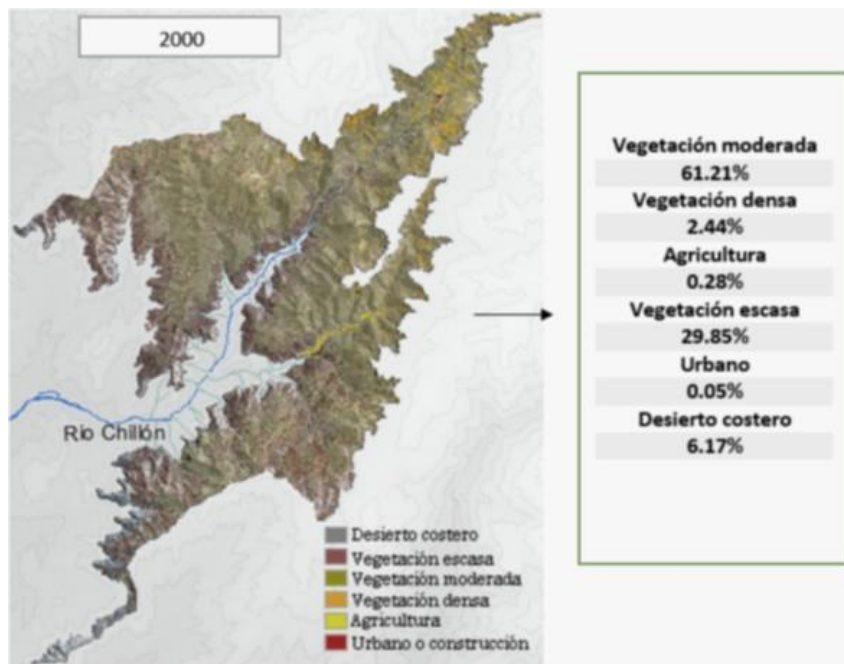 2000
Río Chillón
Desierto costero
Vegetación escasa
Vegetación moderada
Vegetación densa
Agricultura
Urbano o construcción
Vegetación moderada
61.21%
Vegetación densa
2.44%
Agricultura
0.28%
Vegetación escasa
29.85%
Urbano
0.05%
Desierto costero
6.17%